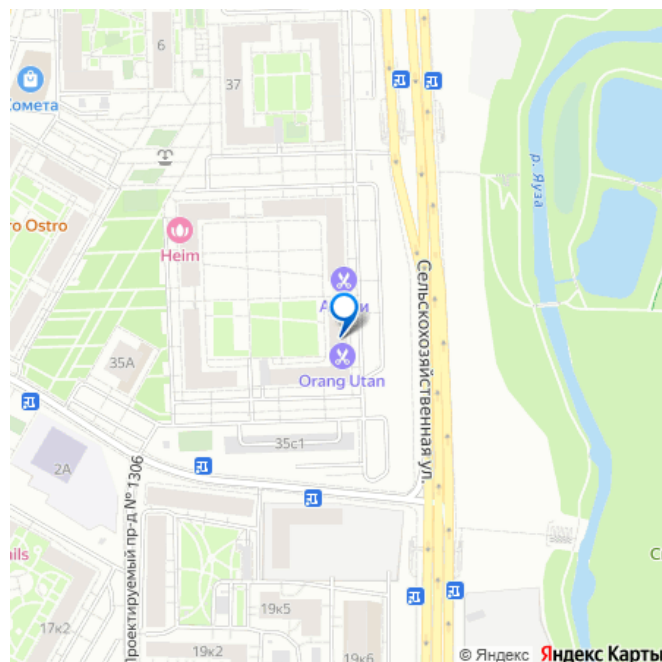 6
37
Комета
ro Ostro
Heim
р. Яуза
Orang Utan
35А
35с1
Сельскохозяйственная ул.
2А
Проектируемый пр-д № 1306
ails
17к2
19к5
19к2
19к6
С
© Яндекс Яндекс Карты